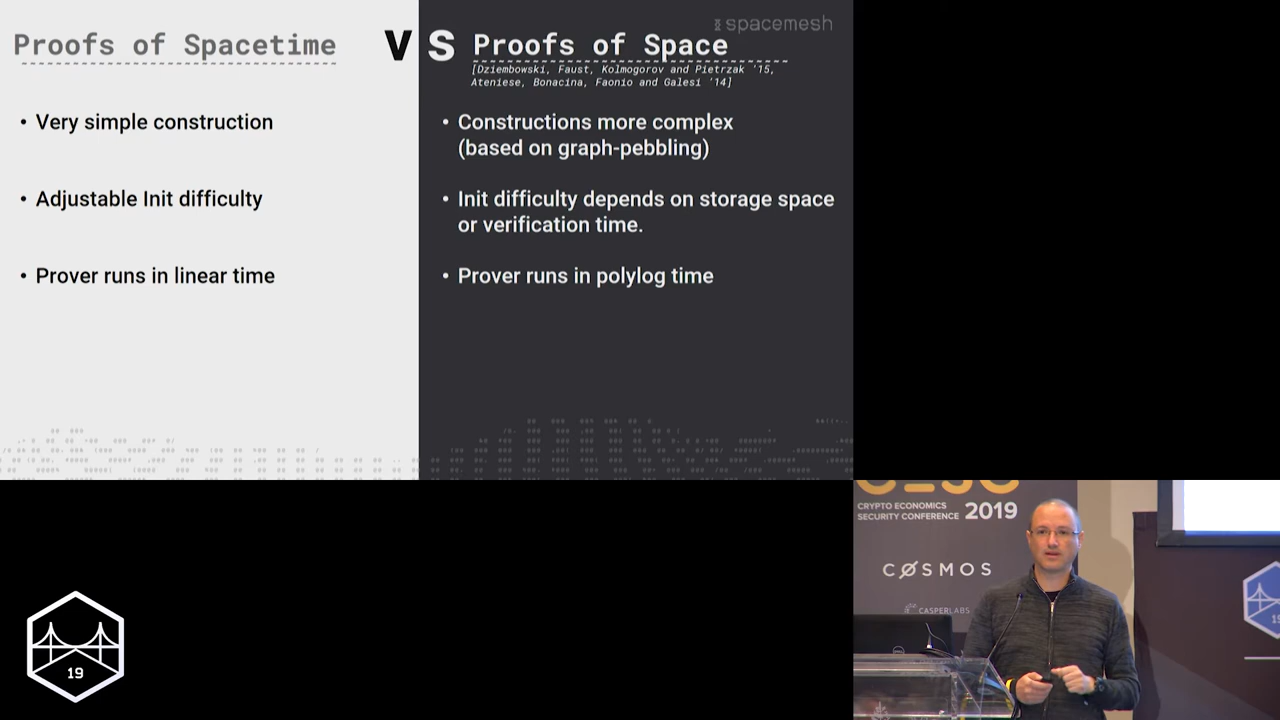 Proofs of Spacetime
VS
spacemesh
Proofs of Space
[Dziembowski, Faust, Kolmogorov and Pietrzak '15,
Ateniese, Bonacina, Faonio and Galesi '14]
• Very simple construction
• Adjustable Init difficulty
• Prover runs in linear time
• Constructions more complex
(based on graph-pebbling)
• Init difficulty depends on storage space
or verification time.
• Prover runs in polylog time
CRYPTO ECONOMICS
SECURITY CONFERENCE 2019
CØSMOS
CASPERLABS
19